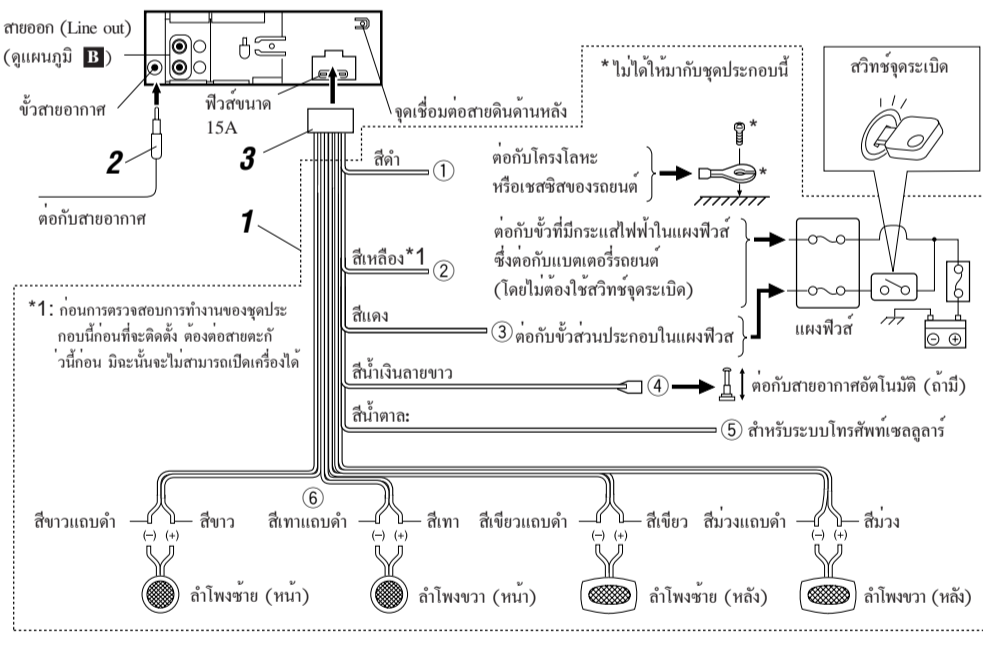 สายออก (Line out)
(ดูแผนภูมิ B)
ขั้วสายอากาศ
ฟิวส์ขนาด
15A
จุดเชื่อมต่อสายดินด้านหลัง
* ไม่ได้ให้มากับชุดประกอบนี้
สวิทช์จุดระเบิด
2
3
ต่อกับสายอากาศ
1
สีดำ
①
ต่อกับโครงโลหะ
หรือเชสซิสของรถยนต์
*
*
สีเหลือง*1
②
ต่อกับขั้วที่มีกระแสไฟฟ้าในแผงฟิวส์
ซึ่งต่อกับแบตเตอรี่รถยนต์
(โดยไม่ต้องใช้สวิทช์จุดระเบิด)
*1: ก่อนการตรวจสอบการทำงานของชุดประ
กอบนี้ก่อนที่จะติดตั้ง ต้องต่อสายตะกั
่วนี้ก่อน มิฉะนั้นจะไม่สามารถเปิดเครื่องได้
สีแดง
③ ต่อกับขั้วส่วนประกอบในแผงฟิวส
แผงฟิวส์
⊖ ⊕
สีน้ำเงินลายขาว
④
ต่อกับสายอากาศอัตโนมัติ (ถ้ามี)
สีน้ำตาล:
⑤ สำหรับระบบโทรศัพท์เซลลูลาร์
⑥
สีขาวแถบดำ
สีขาว
สีเทาแถบดำ
สีเทา
สีเขียวแถบดำ
สีเขียว
สีม่วงแถบดำ
สีม่วง
(-) (+)
(-) (+)
(-) (+)
(-) (+)
ลำโพงซ้าย (หน้า)
ลำโพงขวา (หน้า)
ลำโพงซ้าย (หลัง)
ลำโพงขวา (หลัง)